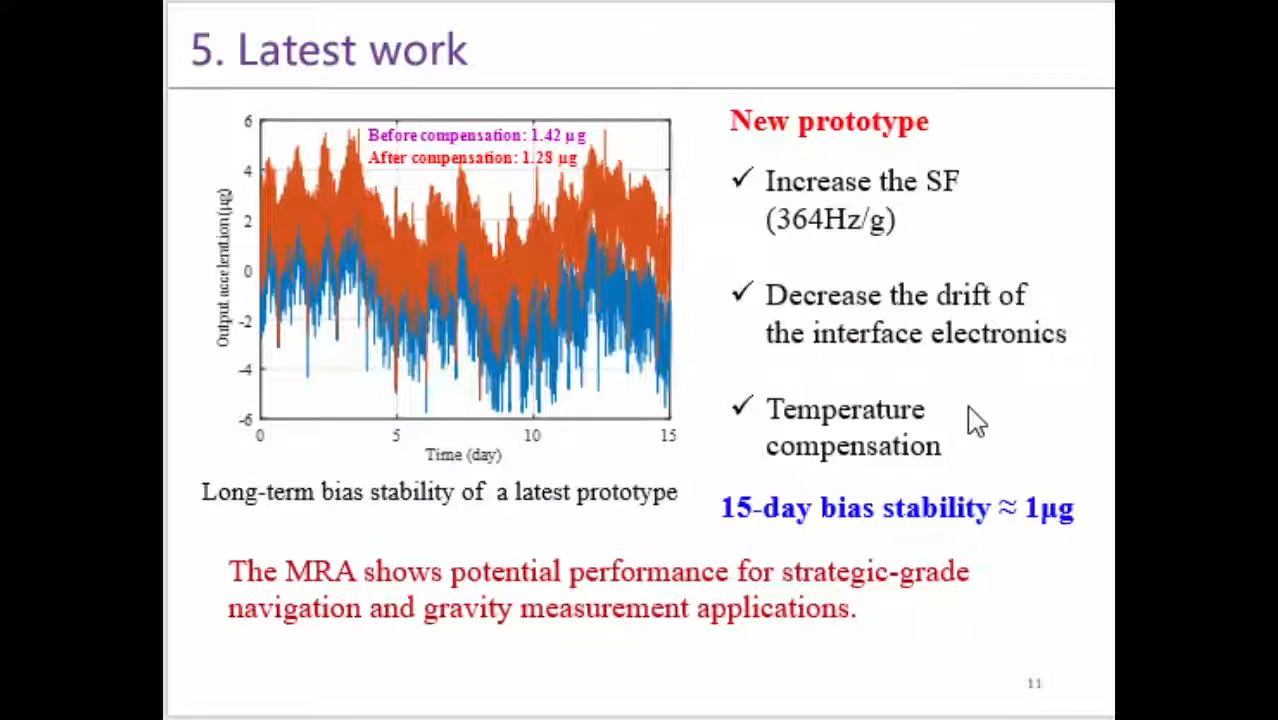 5. Latest work
6
4
2
0
-2
-4
-6
Output acceleration(μg)
Before compensation: 1.42 μg
After compensation: 1.28 μg
0 5 10 15
Time (day)
Long-term bias stability of a latest prototype
New prototype
✓ Increase the SF
(364Hz/g)
✓ Decrease the drift of
the interface electronics
✓ Temperature
compensation
15-day bias stability ≈ 1μg
The MRA shows potential performance for strategic-grade
navigation and gravity measurement applications.
11